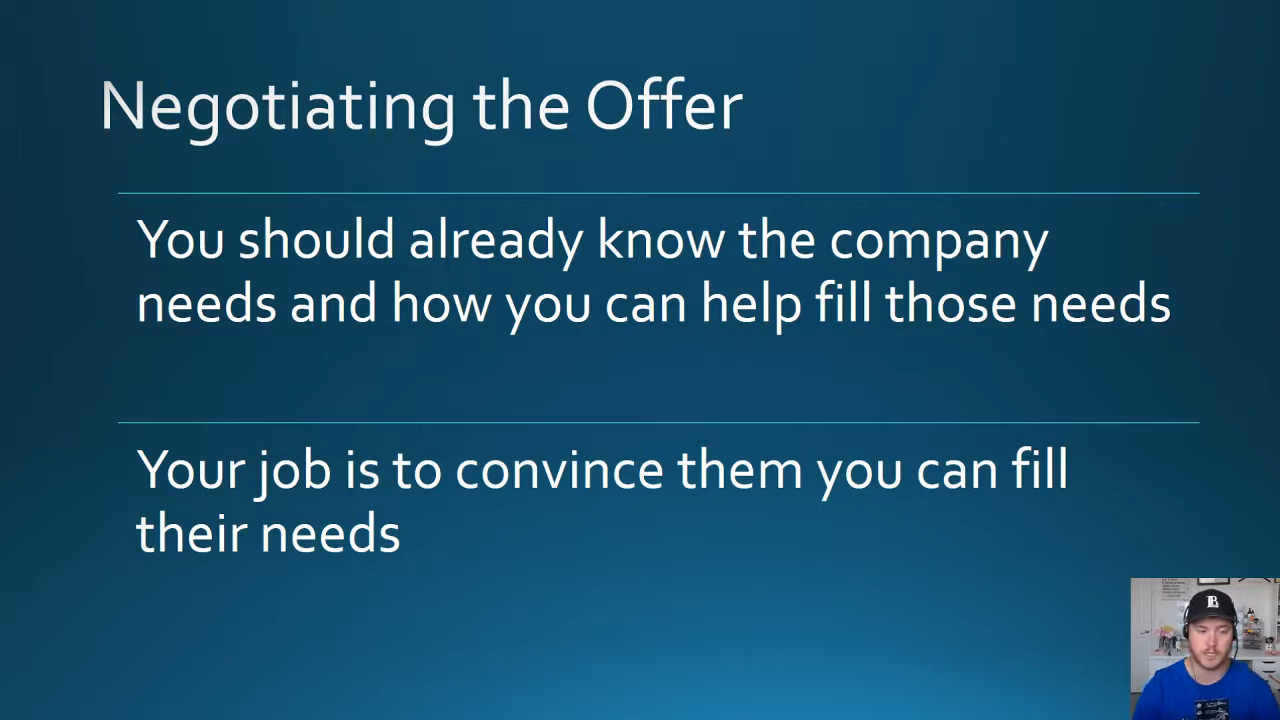 Negotiating the Offer
You should already know the company
needs and how you can help fill those needs
Your job is to convince them you can fill
their needs